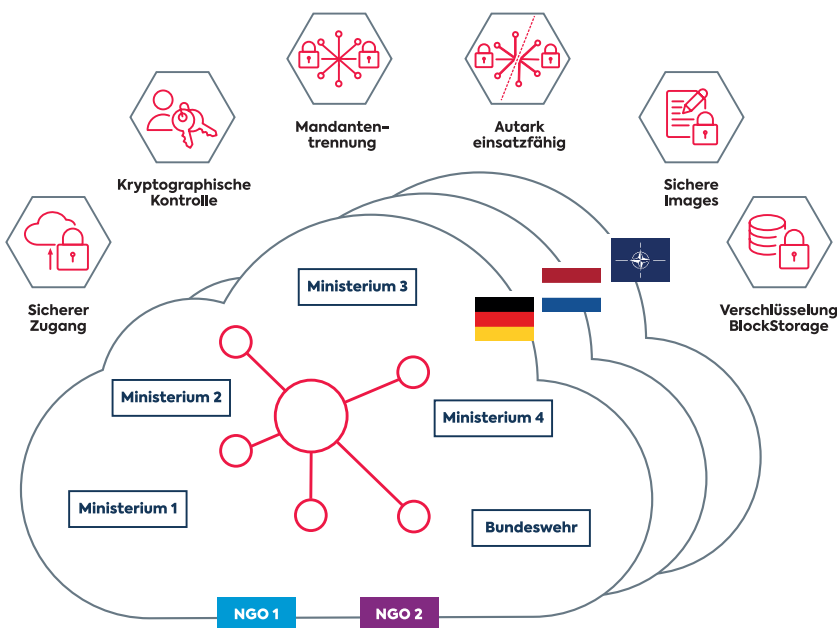 Mandanten-
trennung
Autark
einsatzfähig
Kryptographische
Kontrolle
Sichere
Images
Sicherer
Zugang
Verschlüsselung
BlockStorage
Ministerium 3
Ministerium 2
Ministerium 4
Ministerium 1
Bundeswehr
NGO 1
NGO 2